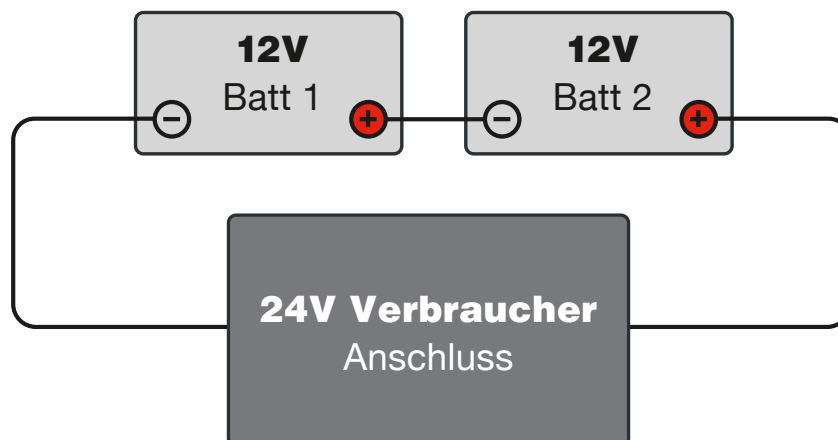 12V
Batt 1
− +
12V
Batt 2
− +
24V Verbraucher
Anschluss